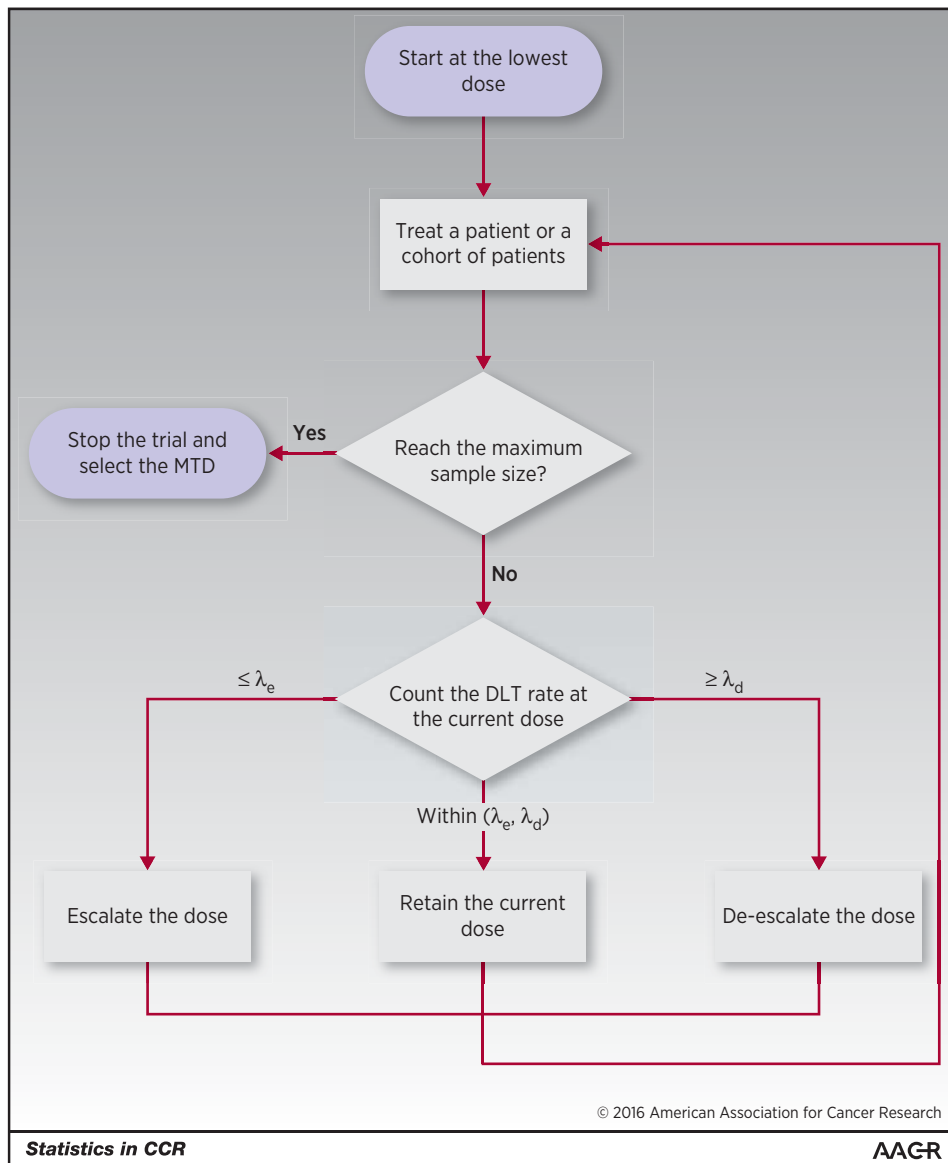 Start at the lowest
dose
Treat a patient or a
cohort of patients
Yes
Stop the trial and
select the MTD
Reach the maximum
sample size?
No
≤ λe
Count the DLT rate at
the current dose
≥ λd
Within (λe, λd)
Escalate the dose
Retain the current
dose
De-escalate the dose
© 2016 American Association for Cancer Research
Statistics in CCR
AACR